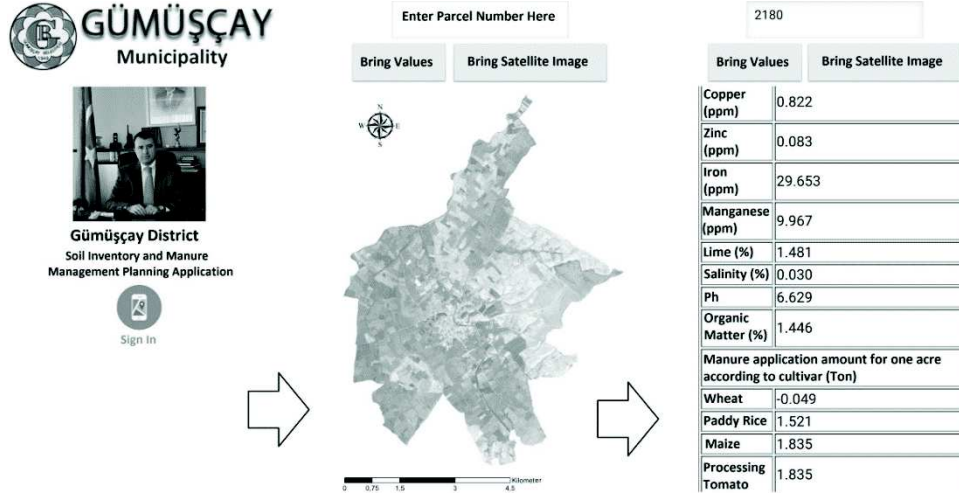 GÜMÜŞÇAY
Municipality
Gümüşçay District
Soil Inventory and Manure
Management Planning Application
Sign In
Enter Parcel Number Here
Bring Values
Bring Satellite Image
N
W E
S
Kilometer
0 0,75 1,5 3 4,5
2180
Bring Values
Bring Satellite Image
Copper
(ppm) 0.822
Zinc
(ppm) 0.083
Iron
(ppm) 29.653
Manganese
(ppm) 9.967
Lime (%) 1.481
Salinity (%) 0.030
Ph 6.629
Organic
Matter (%) 1.446
Manure application amount for one acre
according to cultivar (Ton)
Wheat -0.049
Paddy Rice 1.521
Maize 1.835
Processing
Tomato 1.835